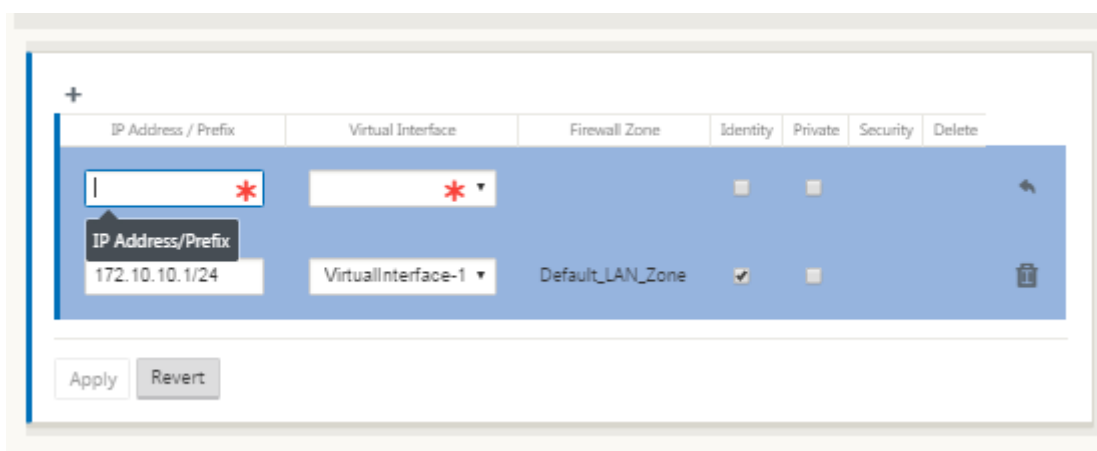 +
IP Address / Prefix Virtual Interface Firewall Zone Identity Private Security Delete
* *
IP Address/Prefix
172.10.10.1/24 VirtualInterface-1 Default_LAN_Zone
Apply Revert